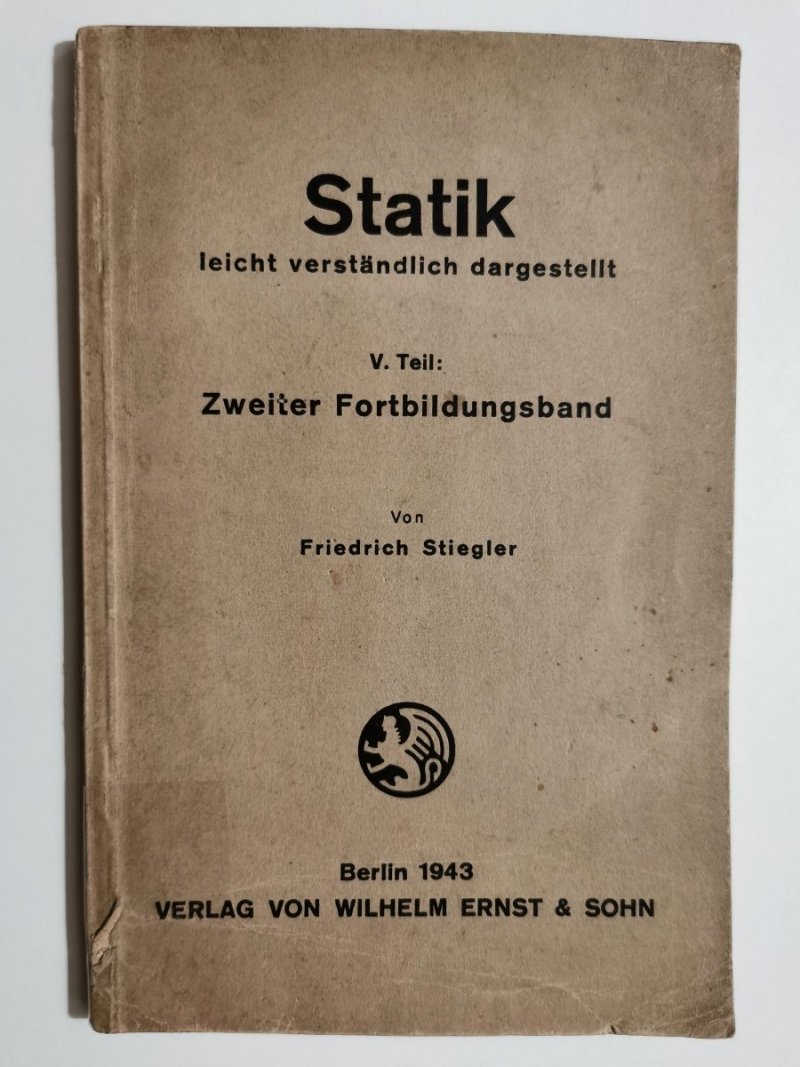 Statik
leicht verständlich dargestellt
V. Teil:
Zweiter Fortbildungsband
Von
Friedrich Stiegler
Berlin 1943
VERLAG VON WILHELM ERNST & SOHN